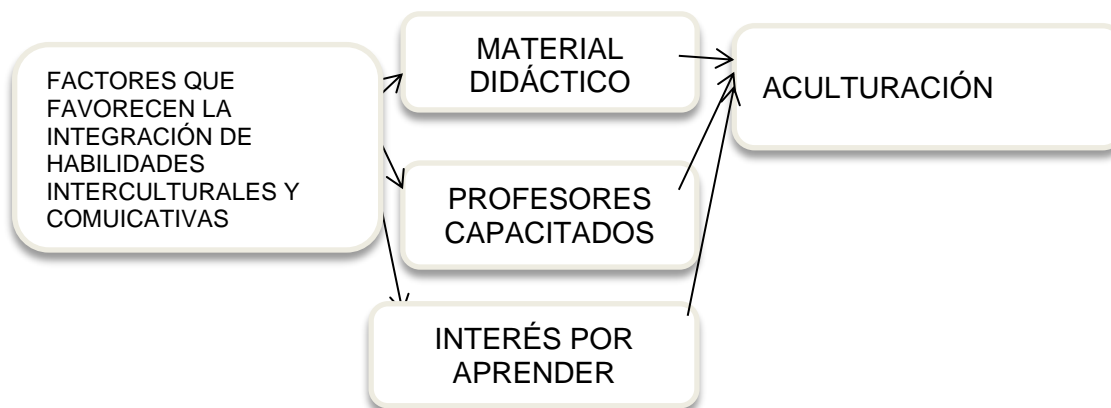 FACTORES QUE
FAVORECEN LA
INTEGRACIÓN DE
HABILIDADES
INTERCULTURALES Y
COMUICATIVAS
MATERIAL
DIDÁCTICO
PROFESORES
CAPACITADOS
INTERÉS POR
APRENDER
ACULTURACIÓN